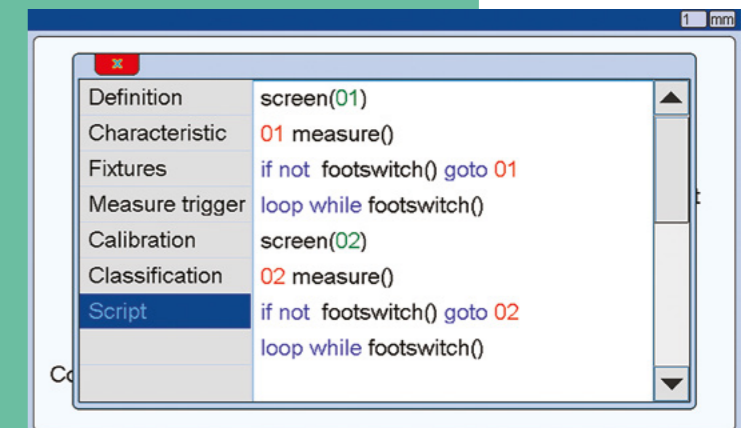 1 mm
x
Definition
Characteristic
Fixtures
Measure trigger
Calibration
Classification
Script
screen(01)
01 measure()
if not footswitch() goto 01
loop while footswitch()
screen(02)
02 measure()
if not footswitch() goto 02
loop while footswitch()